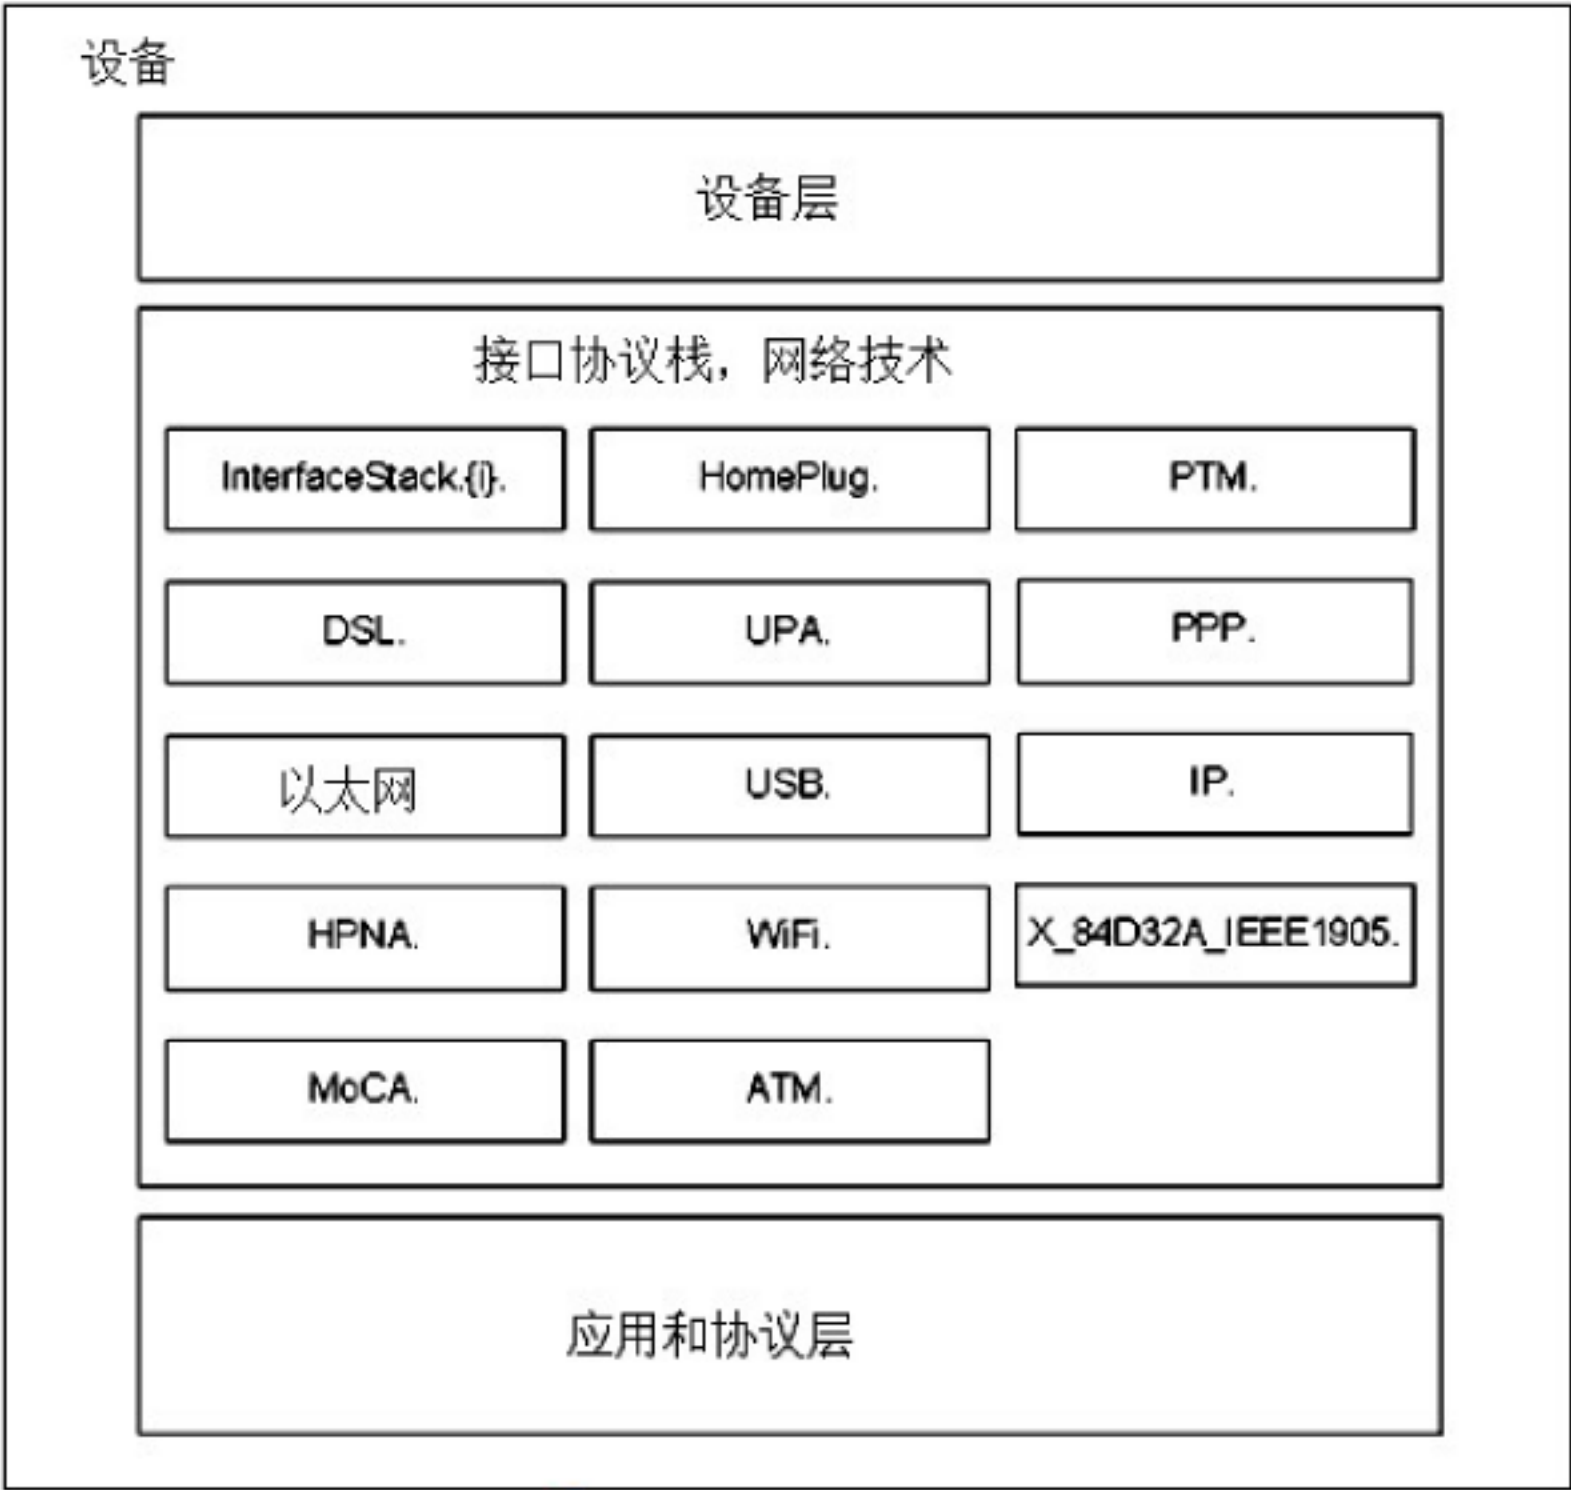 设备
设备层
接口协议栈，网络技术
InterfaceStack.{i}.
HomePlug.
PTM.
DSL.
UPA.
PPP.
以太网
USB.
IP.
HPNA.
WiFi.
X_84D32A_IEEE1905.
MoCA.
ATM.
应用和协议层